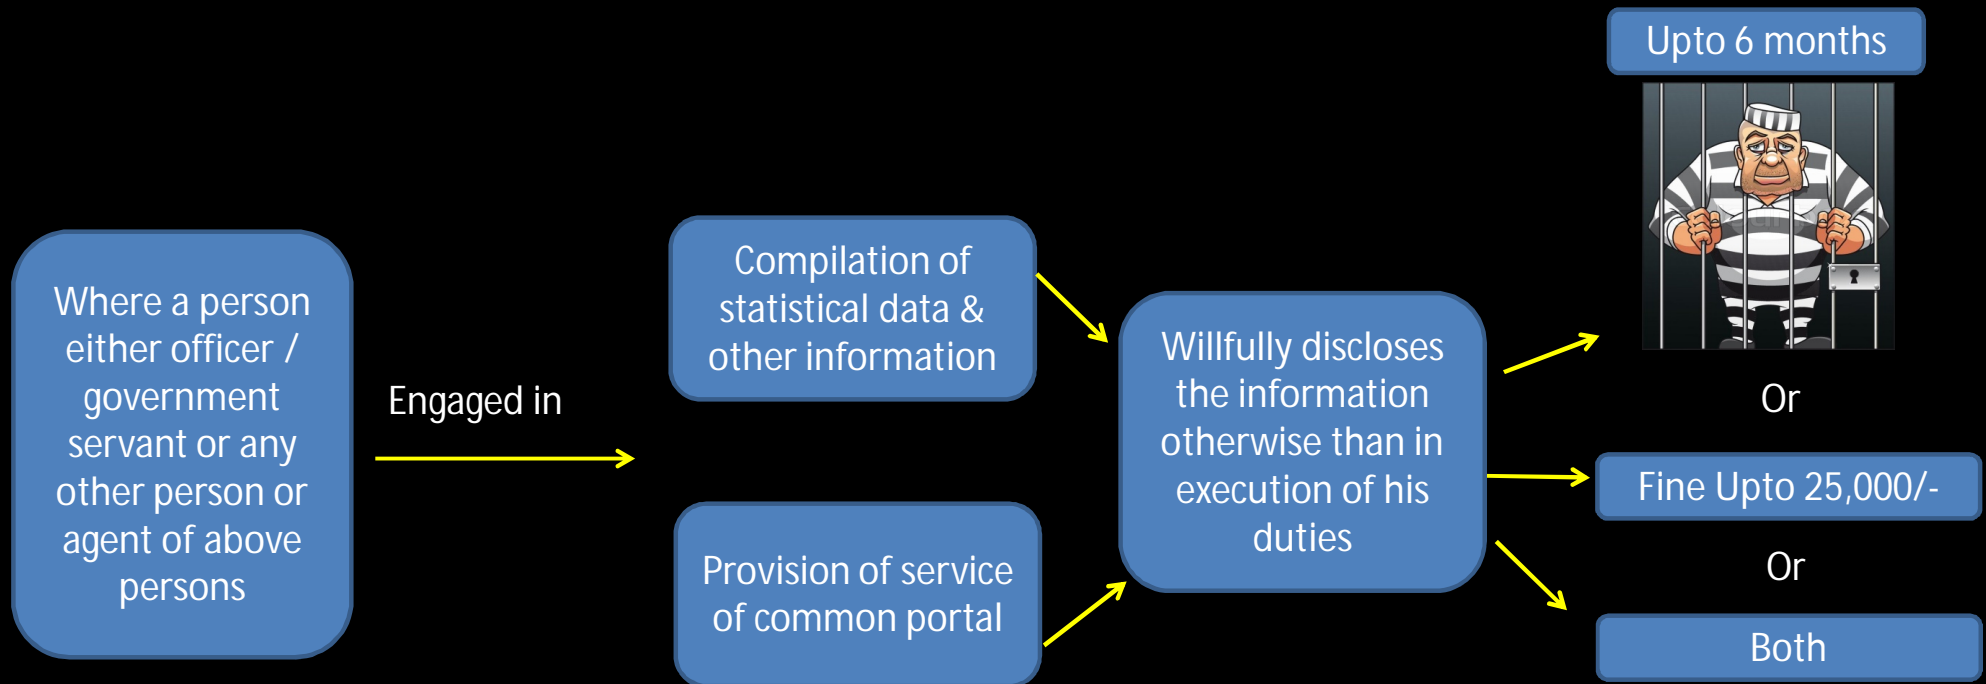 Where a person
either officer /
government
servant or any
other person or
agent of above
persons
Engaged in
Compilation of
statistical data &
other information
Provision of service
of common portal
Willfully discloses
the information
otherwise than in
execution of his
duties
Upto 6 months
Or
Fine Upto 25,000/-
Or
Both